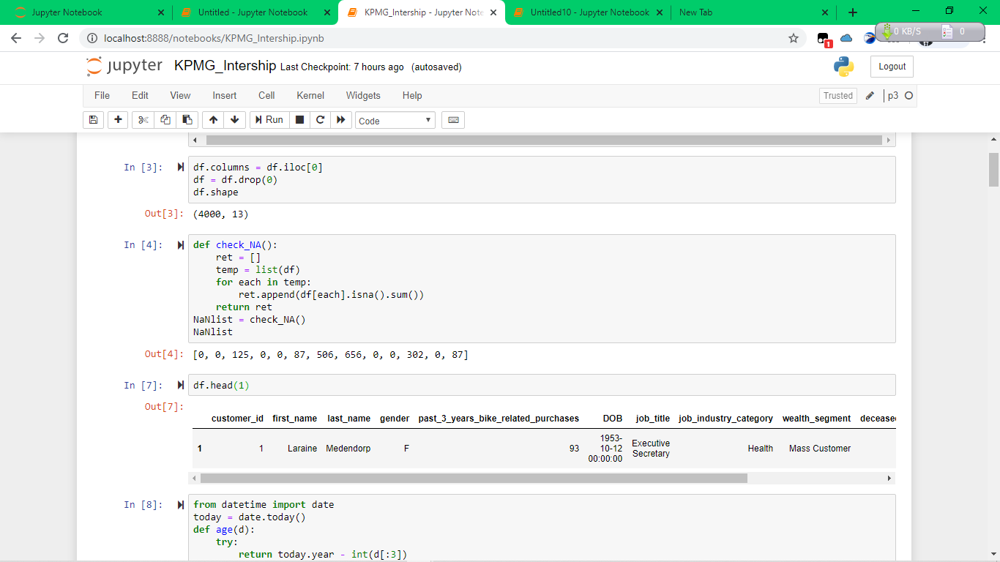 Jupyter Notebook
Untitled - Jupyter Notebook
KPMG_Intership - Jupyter Note
Untitled10 - Jupyter Notebook
New Tab
localhost:8888/notebooks/KPMG_Intership.ipynb
1
0 KB/S
0
jupyter KPMG_Intership Last Checkpoint: 7 hours ago (autosaved)
Logout
File Edit View Insert Cell Kernel Widgets Help
Trusted
p3
Run
Code
In [3]:
df.columns = df.iloc[0]
df = df.drop(0)
df.shape
Out[3]: (4000, 13)
In [4]:
def check_NA():
    ret = []
    temp = list(df)
    for each in temp:
        ret.append(df[each].isna().sum())
    return ret
NaNlist = check_NA()
NaNlist
Out[4]: [0, 0, 125, 0, 0, 87, 506, 656, 0, 0, 302, 0, 87]
In [7]: df.head(1)
Out[7]:
customer_id first_name last_name gender past_3_years_bike_related_purchases DOB job_title job_industry_category wealth_segment decease
1 1 Laraine Medendorp F 93 1953-10-12 00:00:00 Executive Secretary Health Mass Customer
In [8]:
from datetime import date
today = date.today()
def age(d):
    try:
        return today.year - int(d[:3])